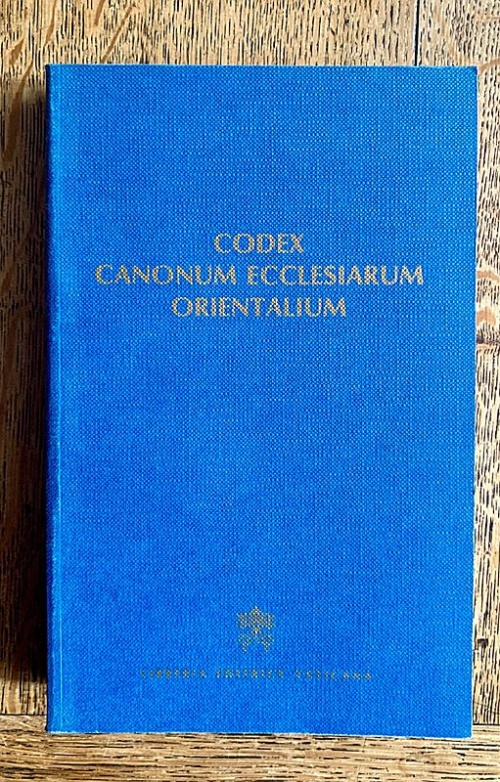 CODEX
CANONUM ECCLESIARUM
ORIENTALIUM
LIBRERIA EDITRICE VATICANA